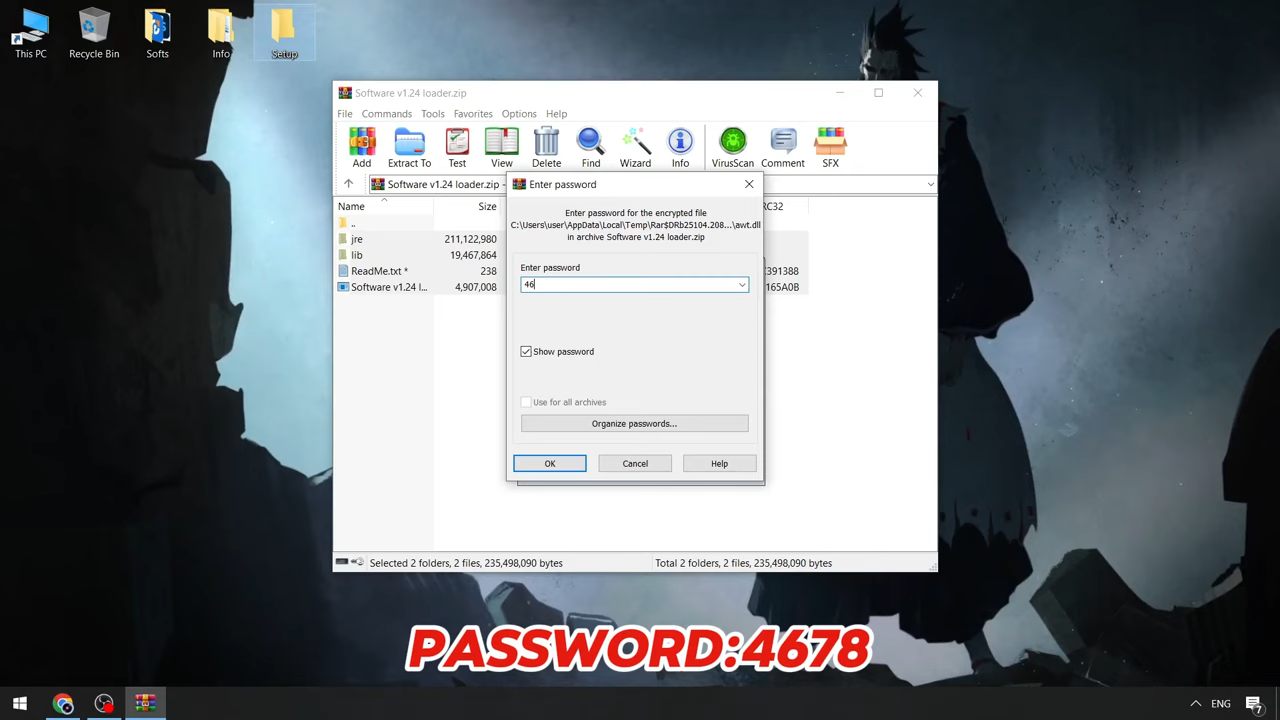 This PC
Recycle Bin
Softs
Info
Setup
Software v1.24 loader.zip
File Commands Tools Favorites Options Help
Add Extract To Test View Delete Find Wizard Info VirusScan Comment SFX
Software v1.24 loader.zip -
Name Size RC32
..
jre 211,122,980
lib 19,467,864
ReadMe.txt * 238 391388
Software v1.24 l... 4,907,008 165A0B
Enter password
Enter password for the encrypted file
C:\Users\user\AppData\Local\Temp\Rar$DRb25104.208...\awt.dll
in archive Software v1.24 loader.zip
Enter password
46
Show password
Use for all archives
Organize passwords...
OK Cancel Help
Selected 2 folders, 2 files, 235,498,090 bytes
Total 2 folders, 2 files, 235,498,090 bytes
PASSWORD:4678
ENG
7